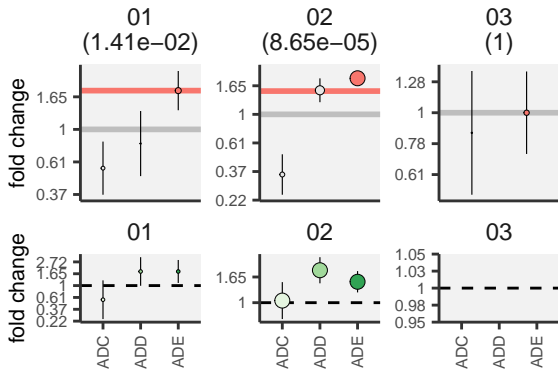 01
(1.41e−02)
02
(8.65e−05)
03
(1)
fold change
1.65
1
0.61
0.37
1.65
1
0.61
0.37
0.22
1.28
1
0.78
0.61
01
02
03
fold change
2.72
1.65
1
0.61
0.37
0.22
1.65
1
1.05
1.03
1
0.98
0.95
ADC
ADD
ADE
ADC
ADD
ADE
ADC
ADD
ADE